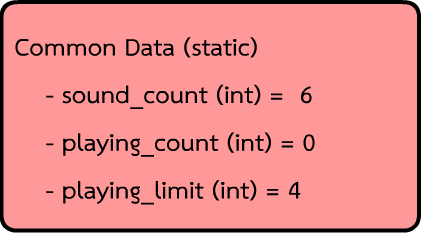 Common Data (static)
- sound_count (int) =  6
- playing_count (int) = 0
- playing_limit (int) = 4